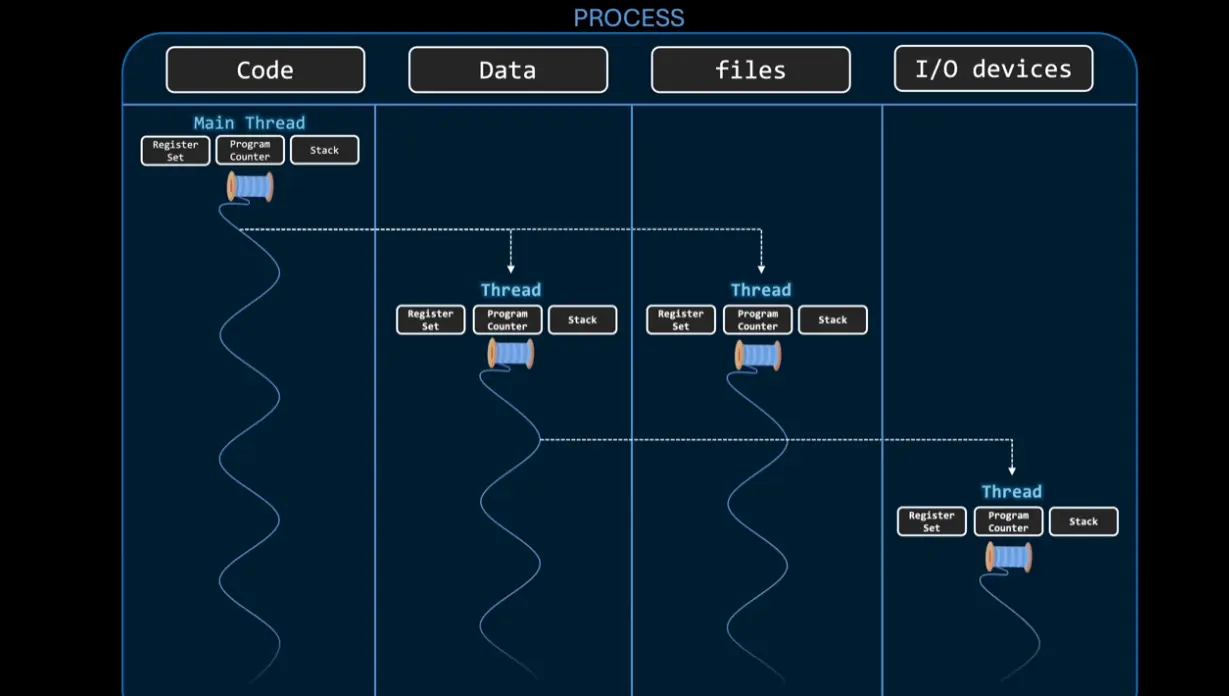 PROCESS
Code
Data
files
I/O devices
Main Thread
Register
Set
Program
Counter
Stack
Thread
Register
Set
Program
Counter
Stack
Thread
Register
Set
Program
Counter
Stack
Thread
Register
Set
Program
Counter
Stack